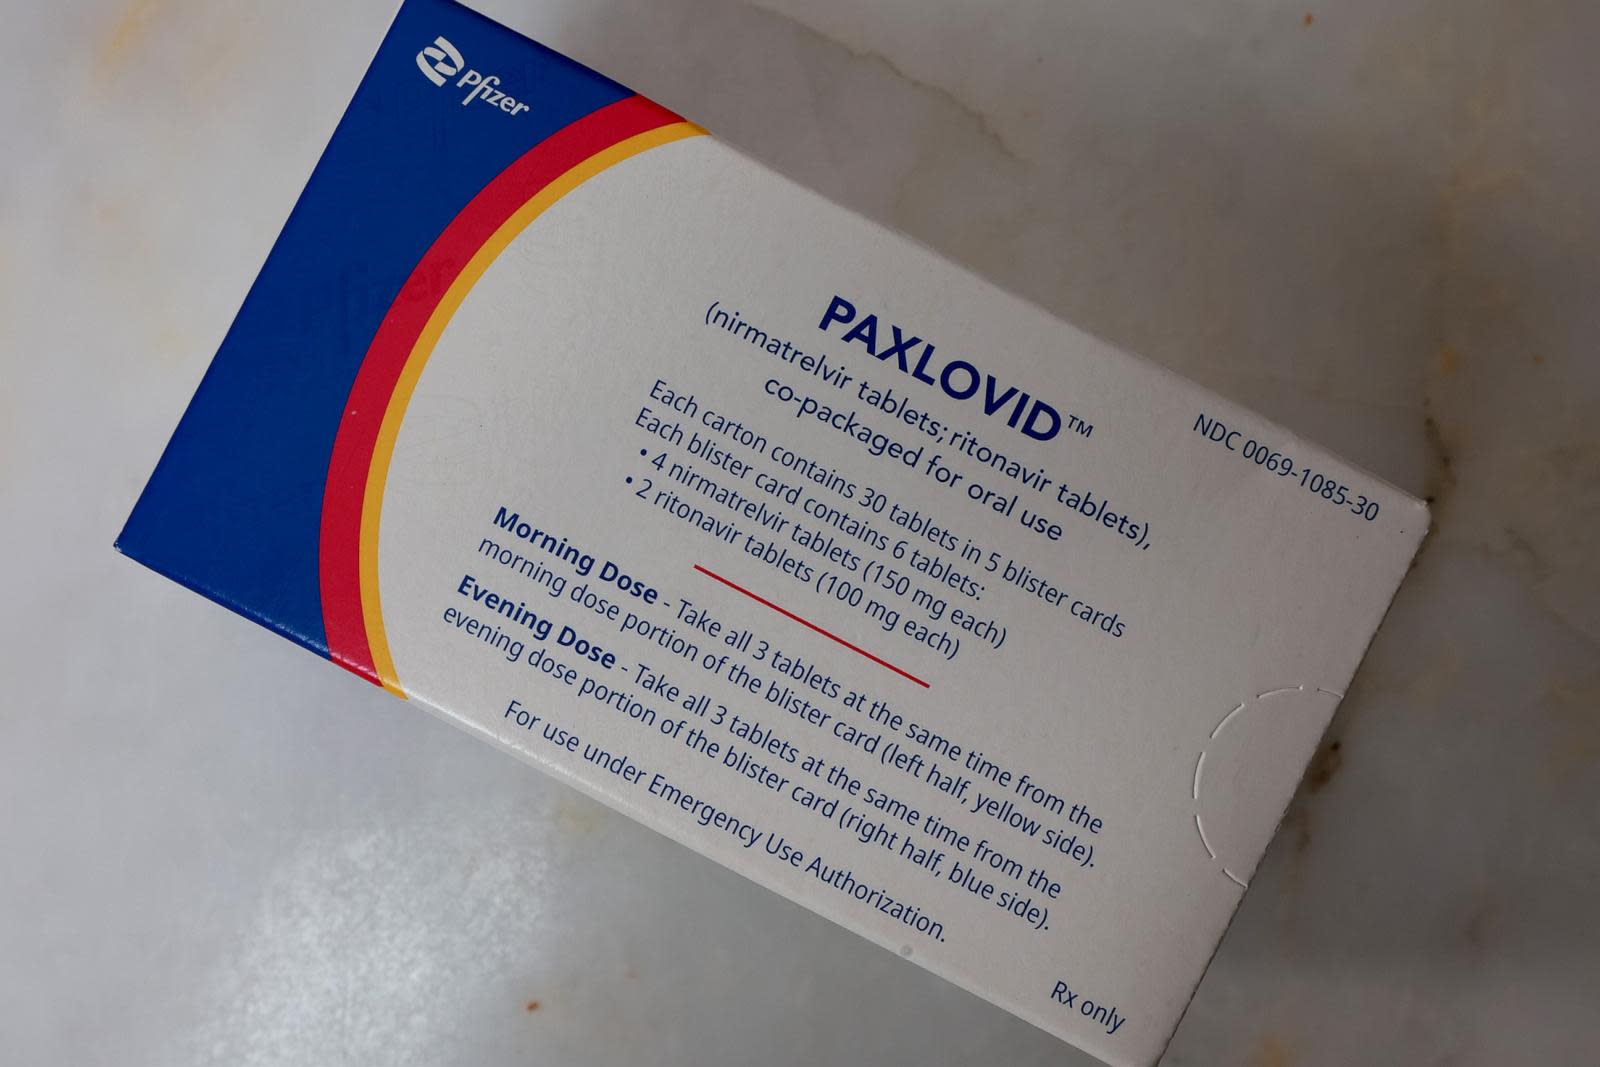 Pfizer
NDC 0069-1085-30
PAXLOVID™
(nirmatrelvir tablets; ritonavir tablets),
co-packaged for oral use
Each carton contains 30 tablets in 5 blister cards
Each blister card contains 6 tablets:
• 4 nirmatrelvir tablets (150 mg each)
• 2 ritonavir tablets (100 mg each)
Morning Dose - Take all 3 tablets at the same time from the
morning dose portion of the blister card (left half, yellow side).
Evening Dose - Take all 3 tablets at the same time from the
evening dose portion of the blister card (right half, blue side).
For use under Emergency Use Authorization.
Rx only